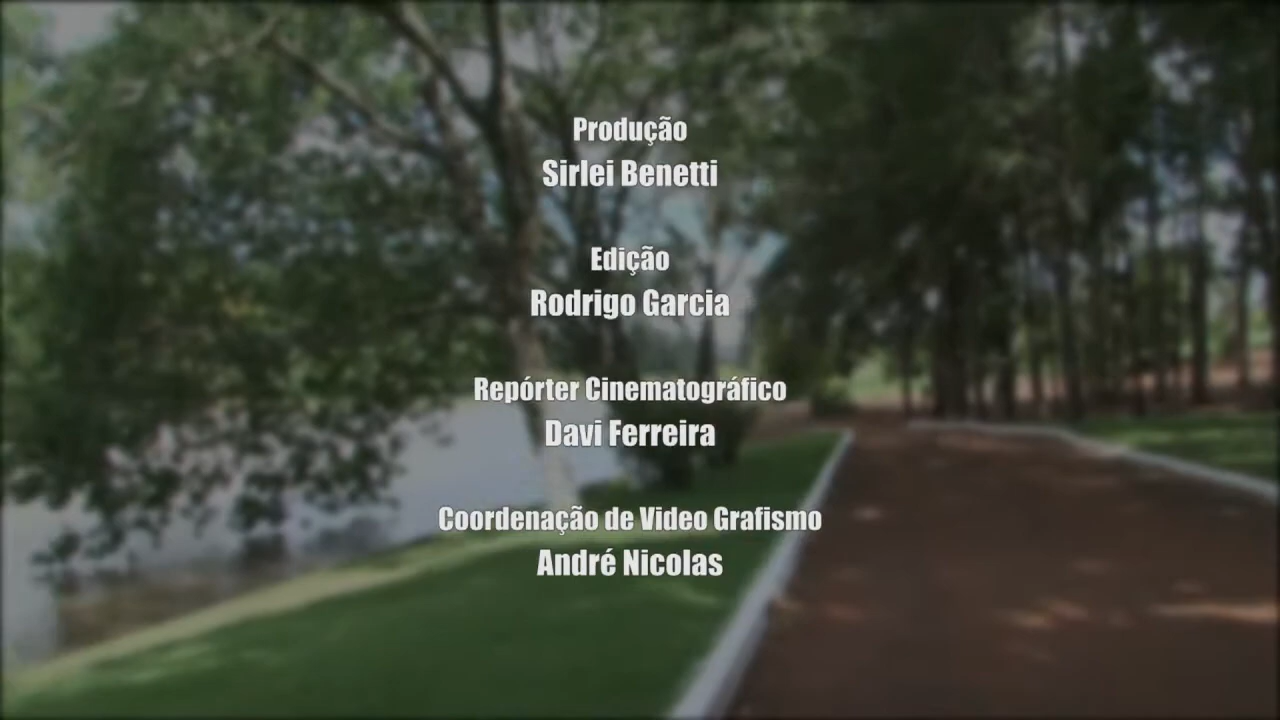 Produção
Sirlei Benetti
Edição
Rodrigo Garcia
Repórter Cinematográfico
Davi Ferreira
Coordenação de Video Grafismo
André Nicolas